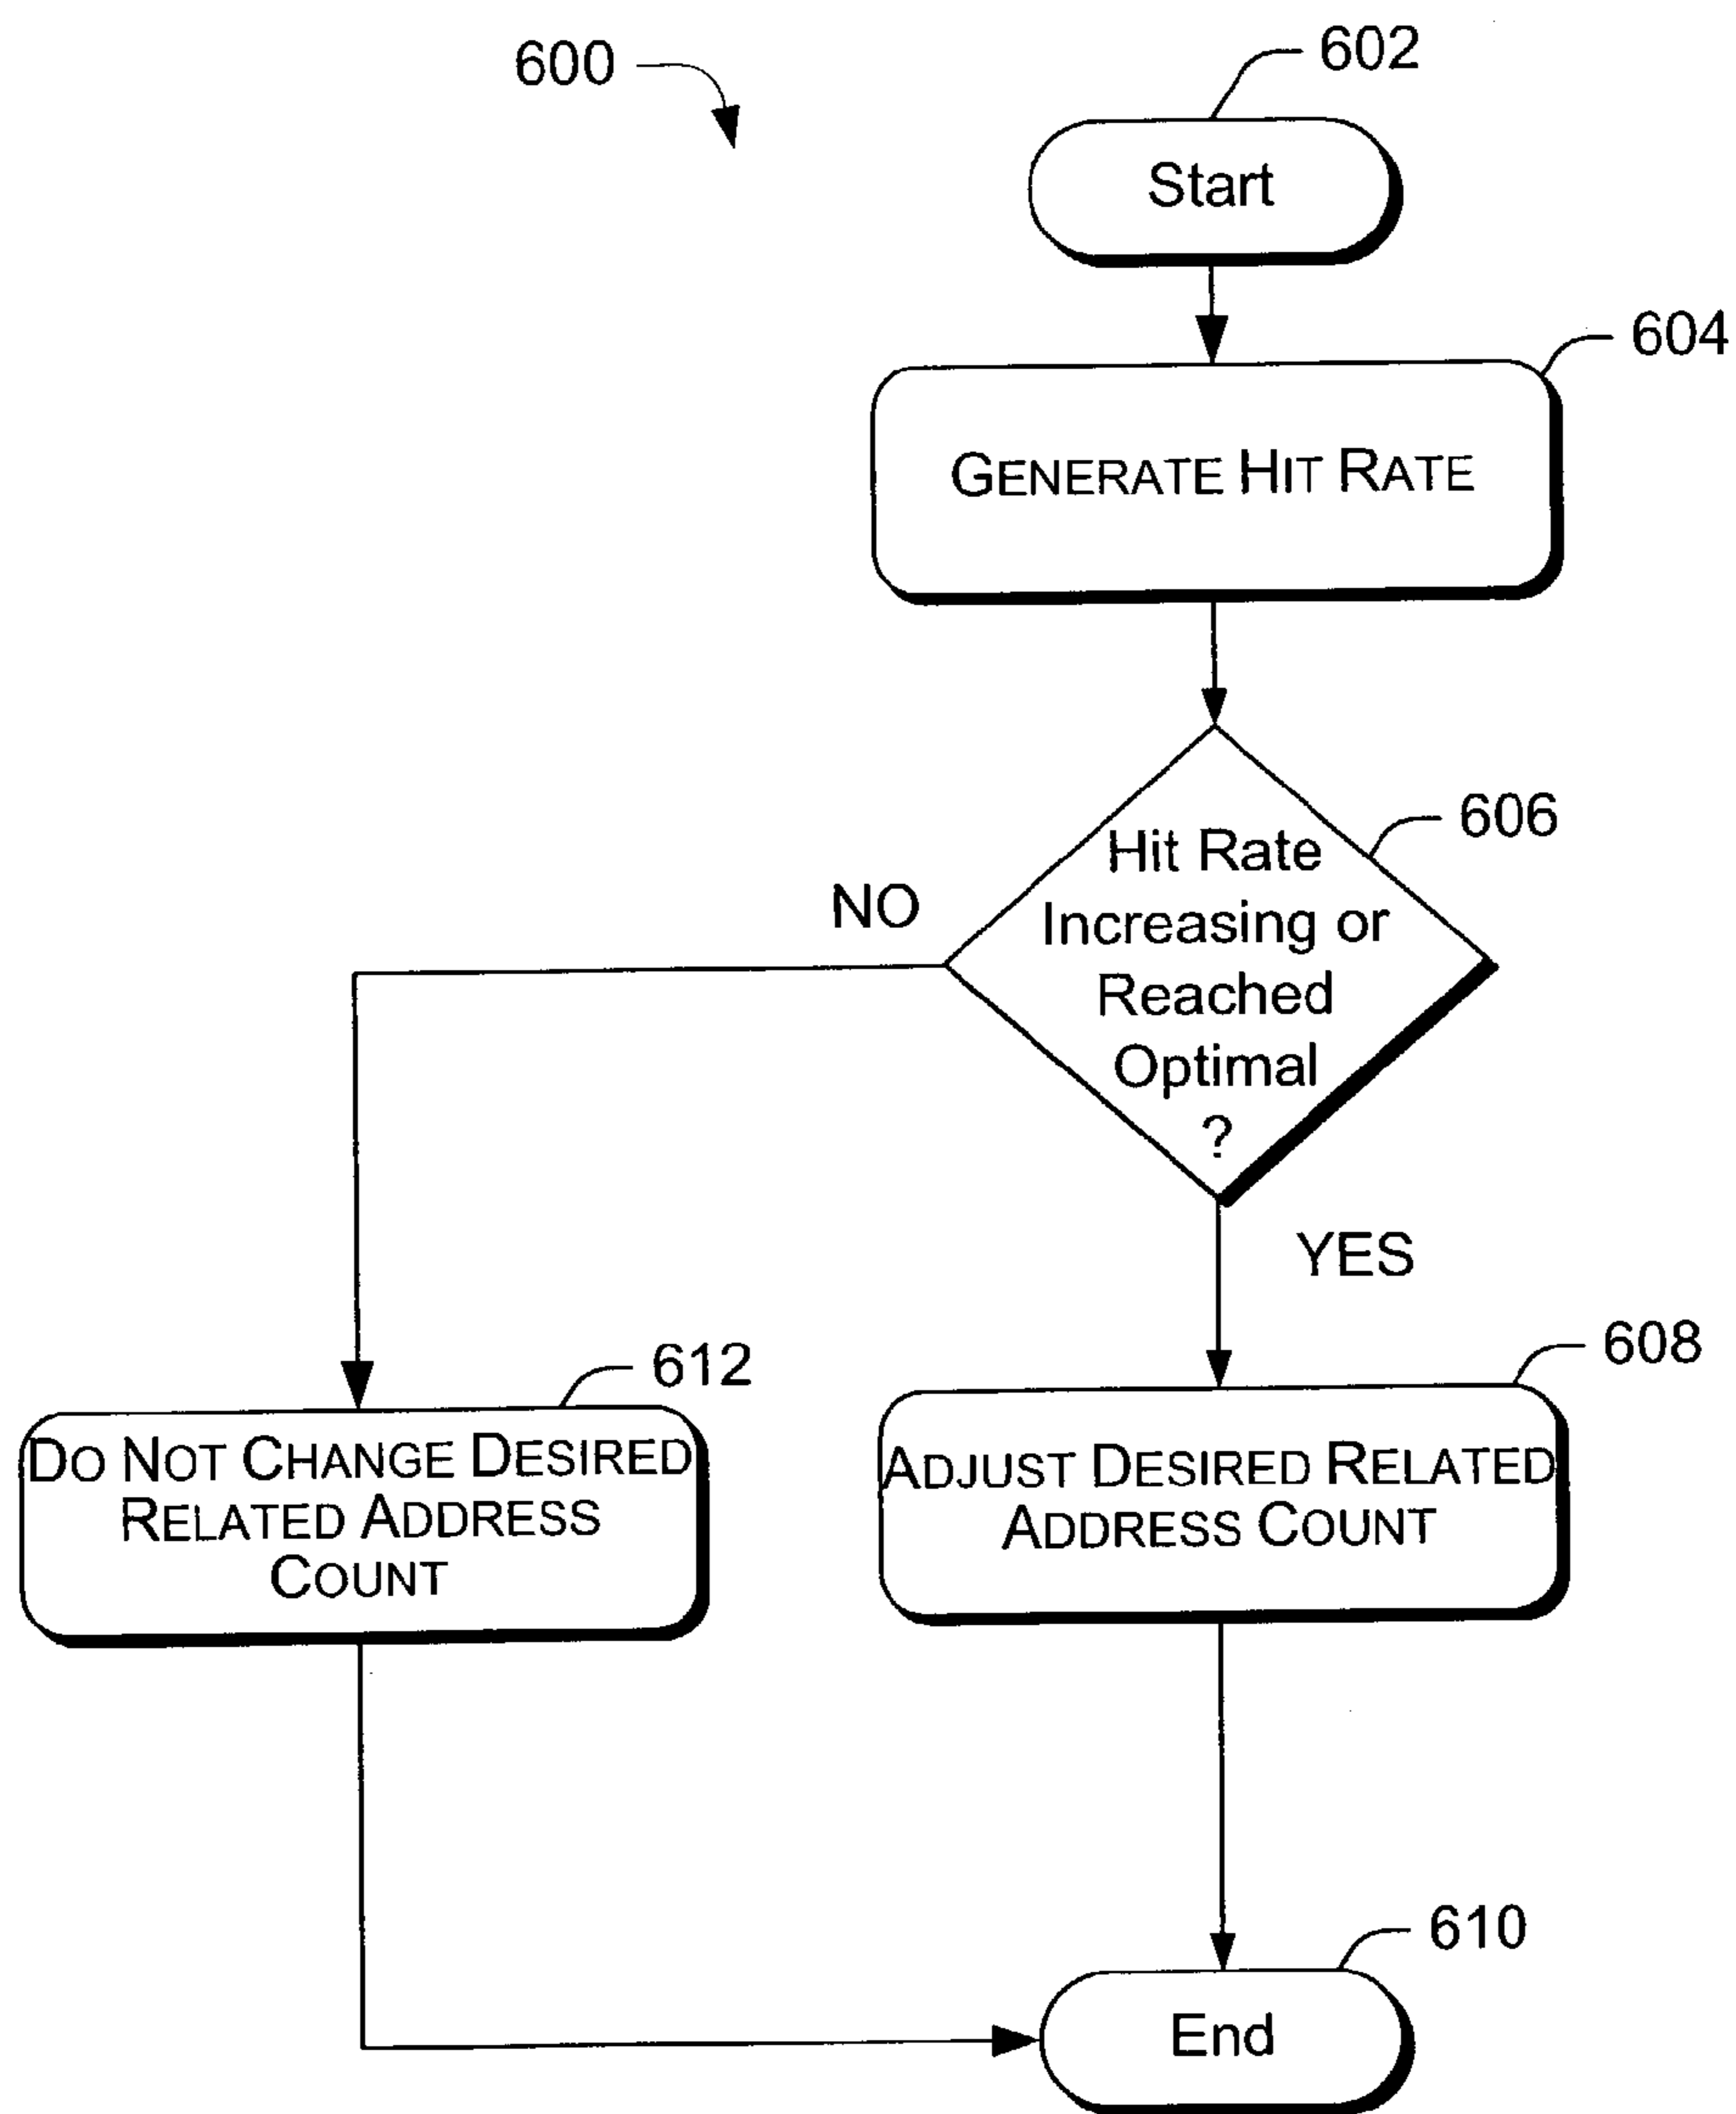 600
602
Start
604
GENERATE HIT RATE
606
Hit Rate
Increasing or
Reached
Optimal
?
NO
YES
612
DO NOT CHANGE DESIRED
RELATED ADDRESS
COUNT
608
ADJUST DESIRED RELATED
ADDRESS COUNT
610
End